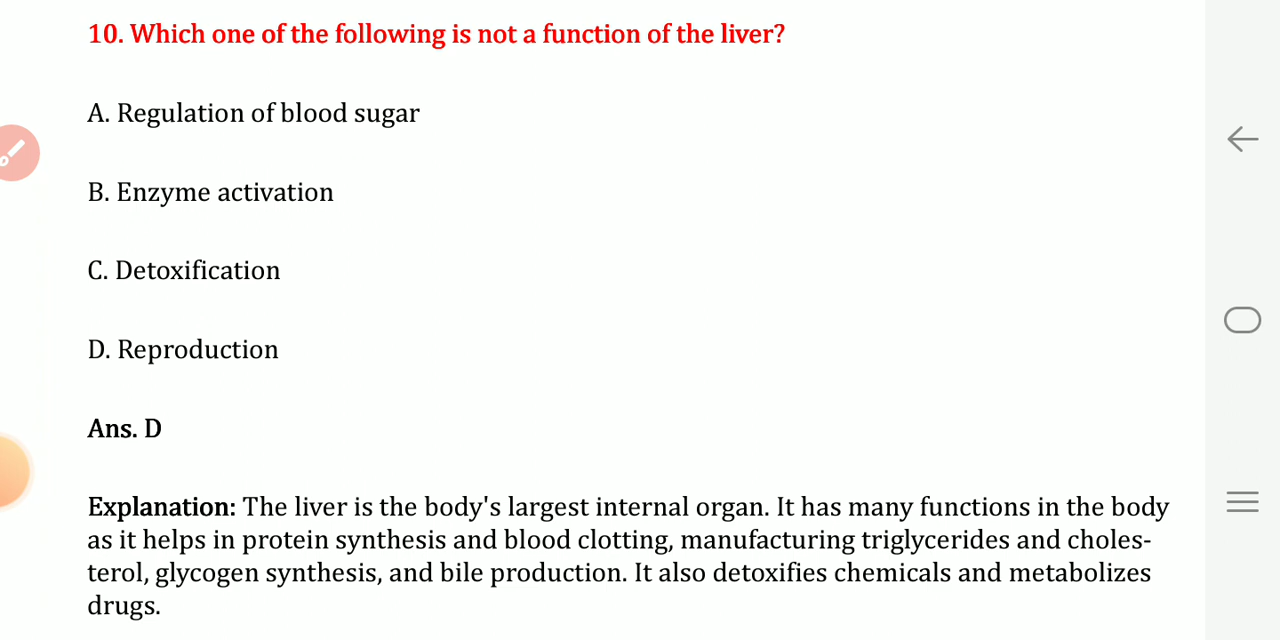 10. Which one of the following is not a function of the liver?
A. Regulation of blood sugar
B. Enzyme activation
C. Detoxification
D. Reproduction
Ans. D
Explanation: The liver is the body's largest internal organ. It has many functions in the body
as it helps in protein synthesis and blood clotting, manufacturing triglycerides and choles-
terol, glycogen synthesis, and bile production. It also detoxifies chemicals and metabolizes
drugs.